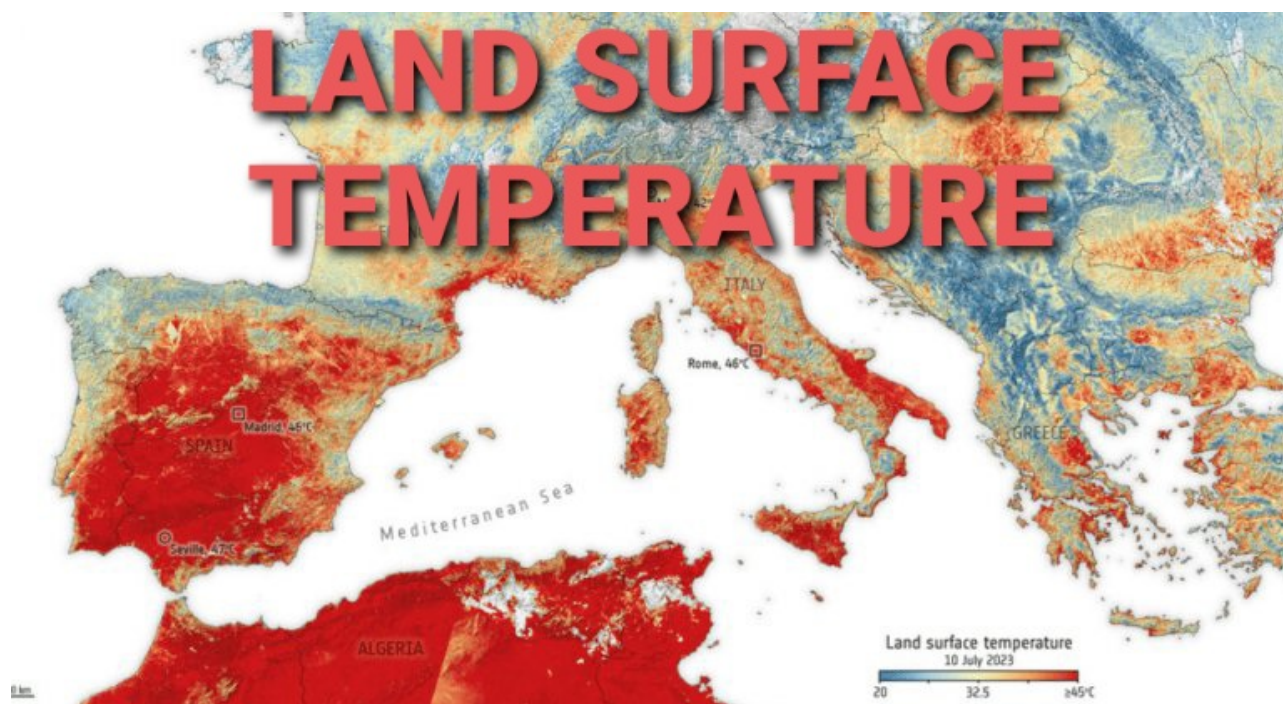 LAND SURFACE
TEMPERATURE
ITALY
Rome, 46°C
Madrid, 46°C
SPAIN
GREECE
Mediterranean Sea
Seville, 47°C
ALGERIA
Land surface temperature
10 July 2023
20 32.5 ≥45°C